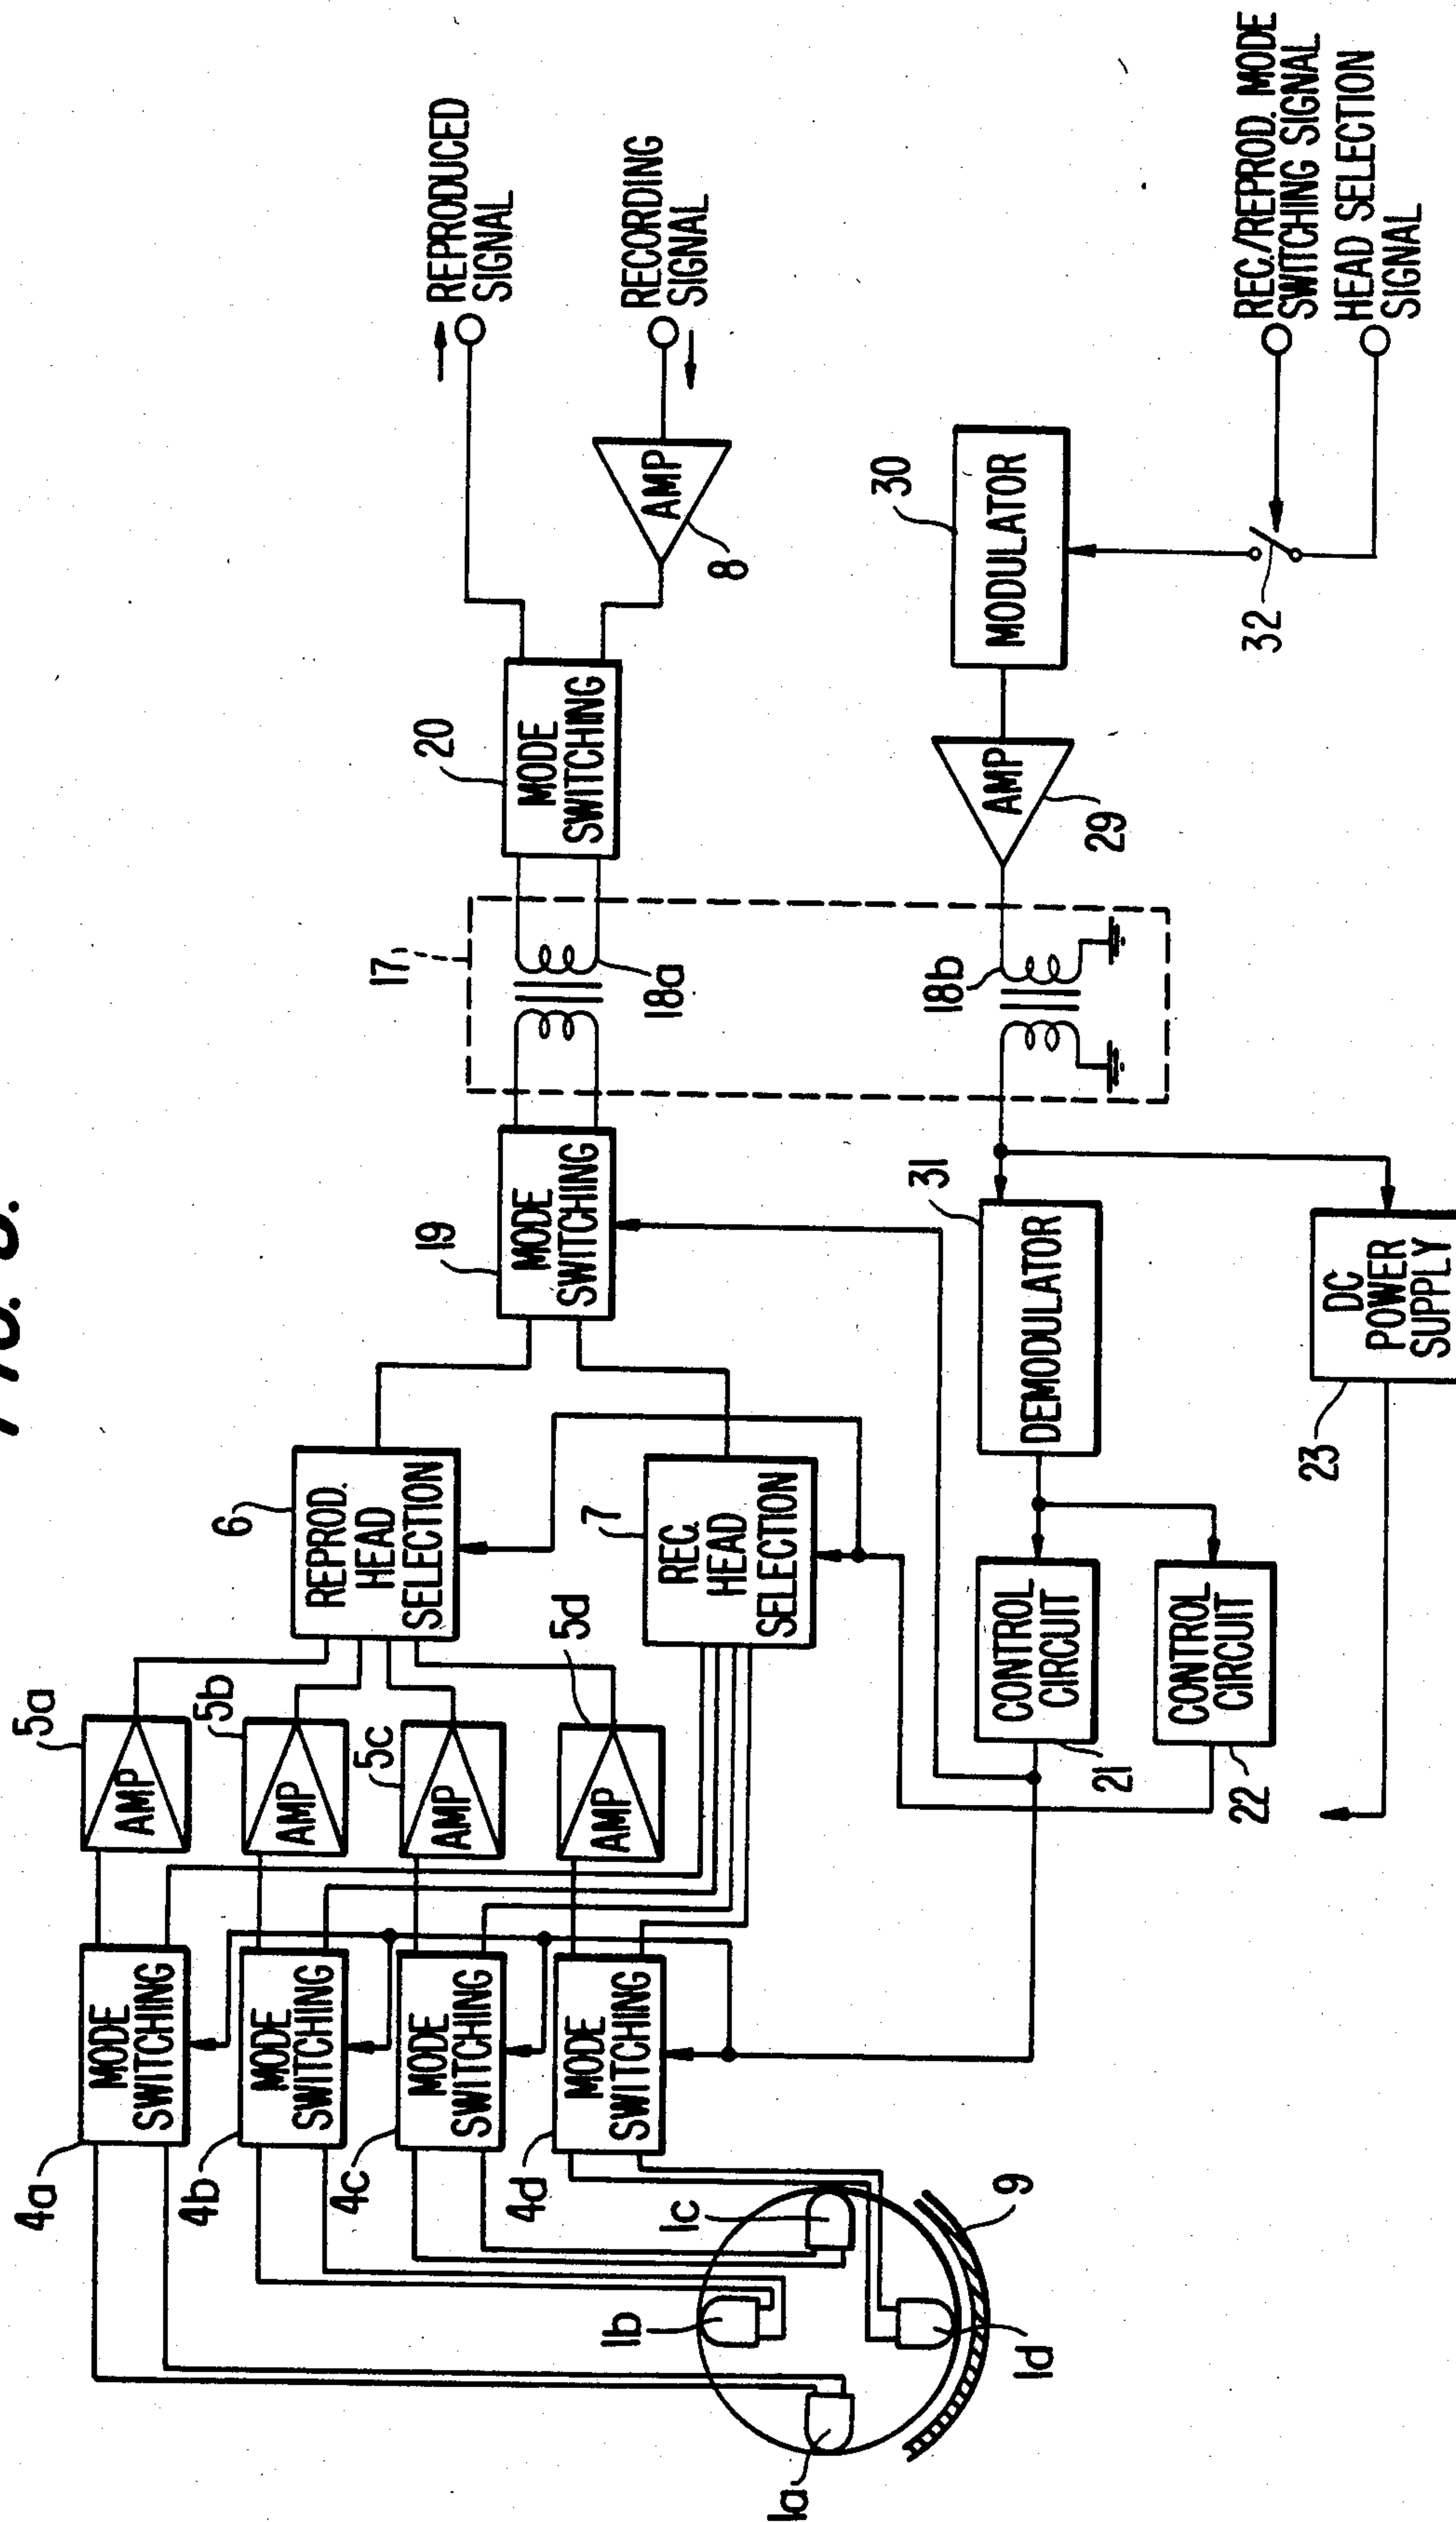 5a
5b
5c
5d
AMP
AMP
AMP
AMP
4a
4b
4c
4d
MODE
SWITCHING
MODE
SWITCHING
MODE
SWITCHING
MODE
SWITCHING
1a
1b
1c
1d
9
6
REPROD.
HEAD
SELECTION
7
REC.
HEAD
SELECTION
19
MODE
SWITCHING
17
18a
18b
20
MODE
SWITCHING
REPRODUCED
SIGNAL
RECORDING
SIGNAL
AMP
8
30
MODULATOR
AMP
29
31
DEMODULATOR
CONTROL
CIRCUIT
21
CONTROL
CIRCUIT
22
DC
POWER
SUPPLY
23
32
REC./REPROD. MODE
SWITCHING SIGNAL
HEAD SELECTION
SIGNAL